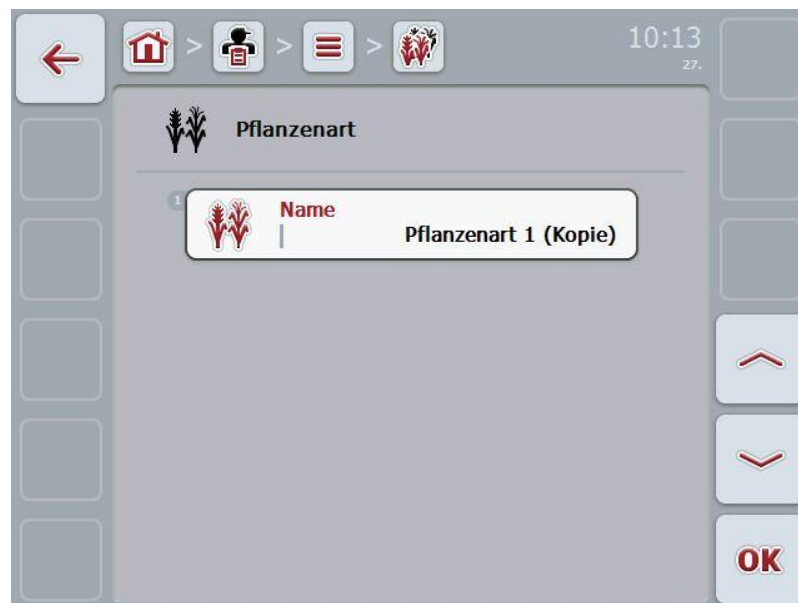 > > >
10:13
27.
Pflanzenart
1
Name
Pflanzenart 1 (Kopie)
OK